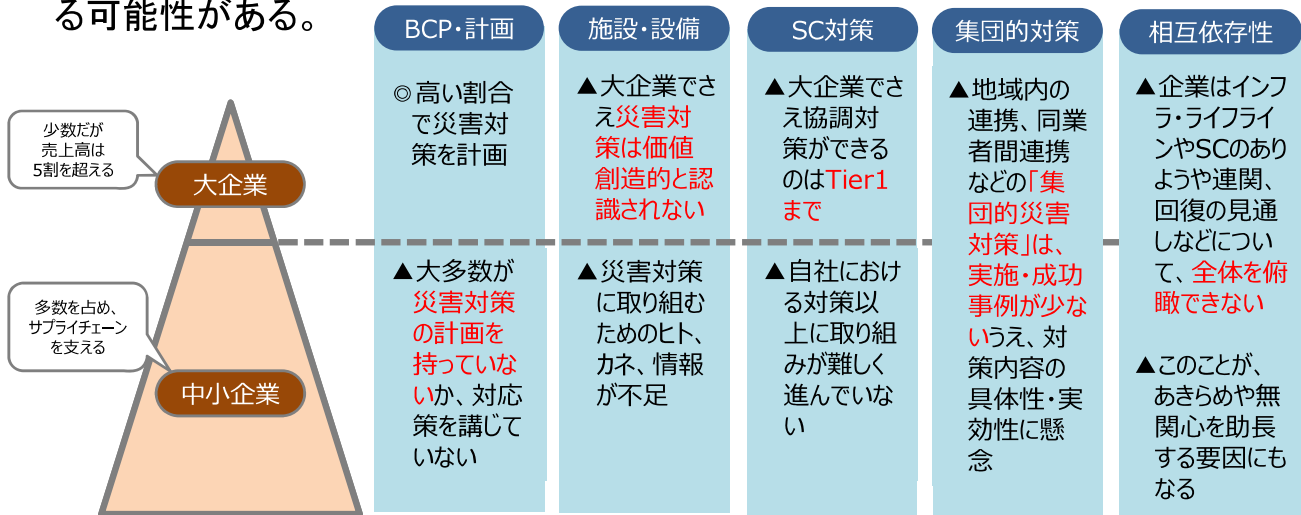 る可能性がある。
少数だが
売上高は
5割を超える
大企業
多数を占め、
サプライチェーン
を支える
中小企業
BCP・計画
◎高い割合
で災害対
策を計画
▲大多数が
災害対策
の計画を
持っていな
いか、対応
策を講じて
いない
施設・設備
▲大企業でさ
え災害対
策は価値
創造的と認
識されない
▲災害対策
に取り組む
ためのヒト、
カネ、情報
が不足
SC対策
▲大企業でさ
え協調対
策ができる
のはTier1
まで
▲自社におけ
る対策以
上に取り組
みが難しく
進んでいな
い
集団的対策
▲地域内の
連携、同業
者間連携
などの「集
団的災害
対策」は、
実施・成功
事例が少な
いうえ、対
策内容の
具体性・実
効性に懸
念
相互依存性
▲企業はインフ
ラ・ライフライ
ンやSCのあり
ようや連関、
回復の見通
しなどについ
て、全体を俯
瞰できない
▲このことが、
あきらめや無
関心を助長
する要因にも
なる